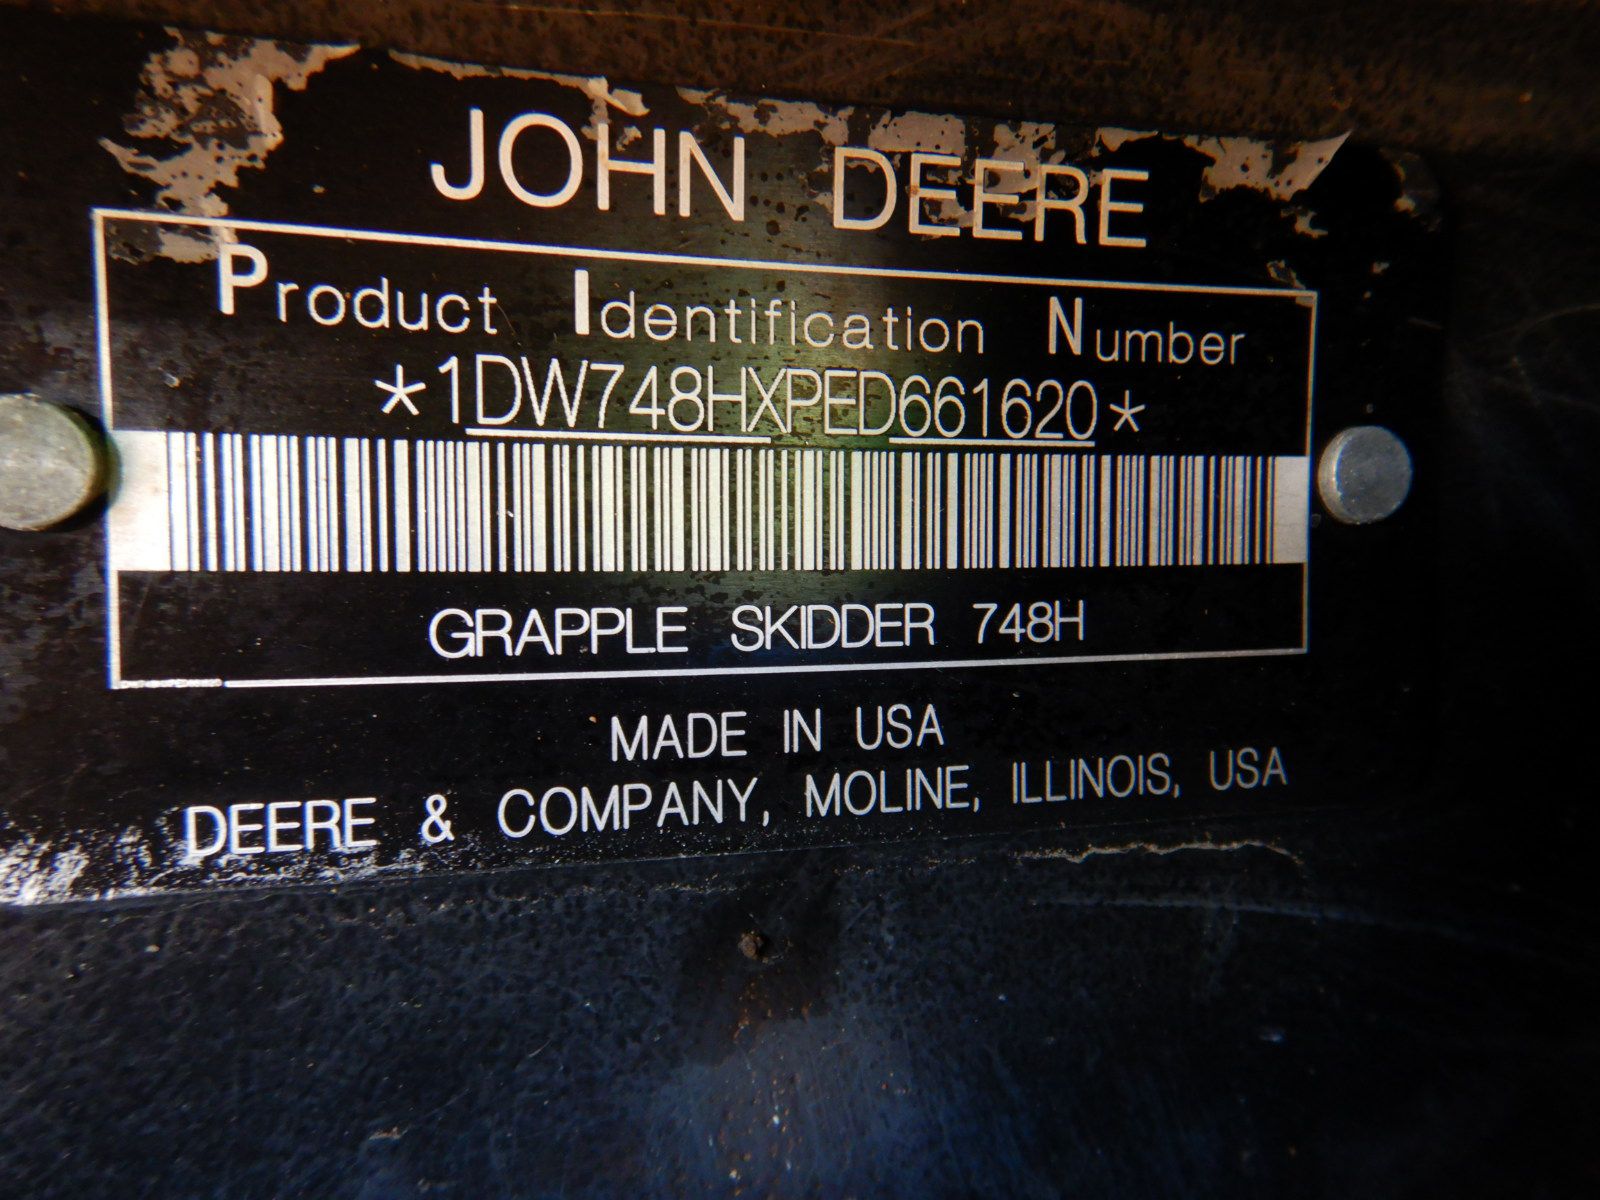 JOHN DEERE
Product Identification Number
*1DW748HXPED661620*
GRAPPLE SKIDDER 748H
MADE IN USA
DEERE & COMPANY, MOLINE, ILLINOIS, USA